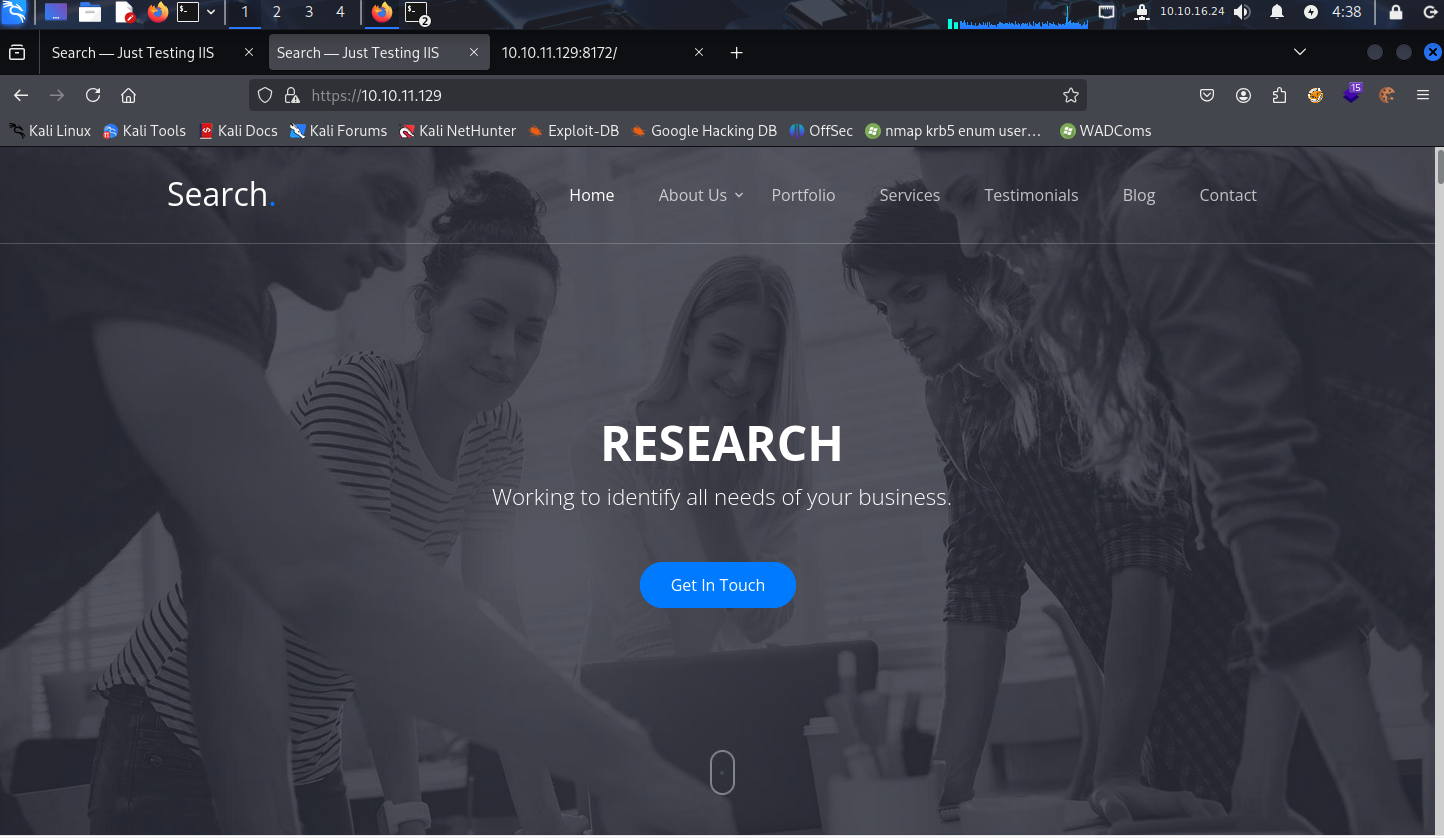 1 2 3 4 2 10.10.16.24 4:38
Search — Just Testing IIS Search — Just Testing IIS 10.10.11.129:8172/
https://10.10.11.129 15
Kali Linux Kali Tools Kali Docs Kali Forums Kali NetHunter Exploit-DB Google Hacking DB OffSec nmap krb5 enum user… WADComs
Search. Home About Us Portfolio Services Testimonials Blog Contact
RESEARCH
Working to identify all needs of your business.
Get In Touch